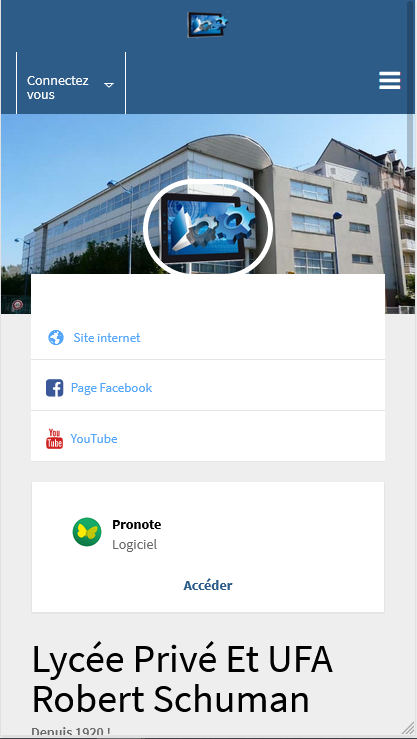 Connectez
vous
Site internet
Page Facebook
You
Tube
YouTube
Pronote
Logiciel
Accéder
Lycée Privé Et UFA
Robert Schuman
Depuis 1920 !